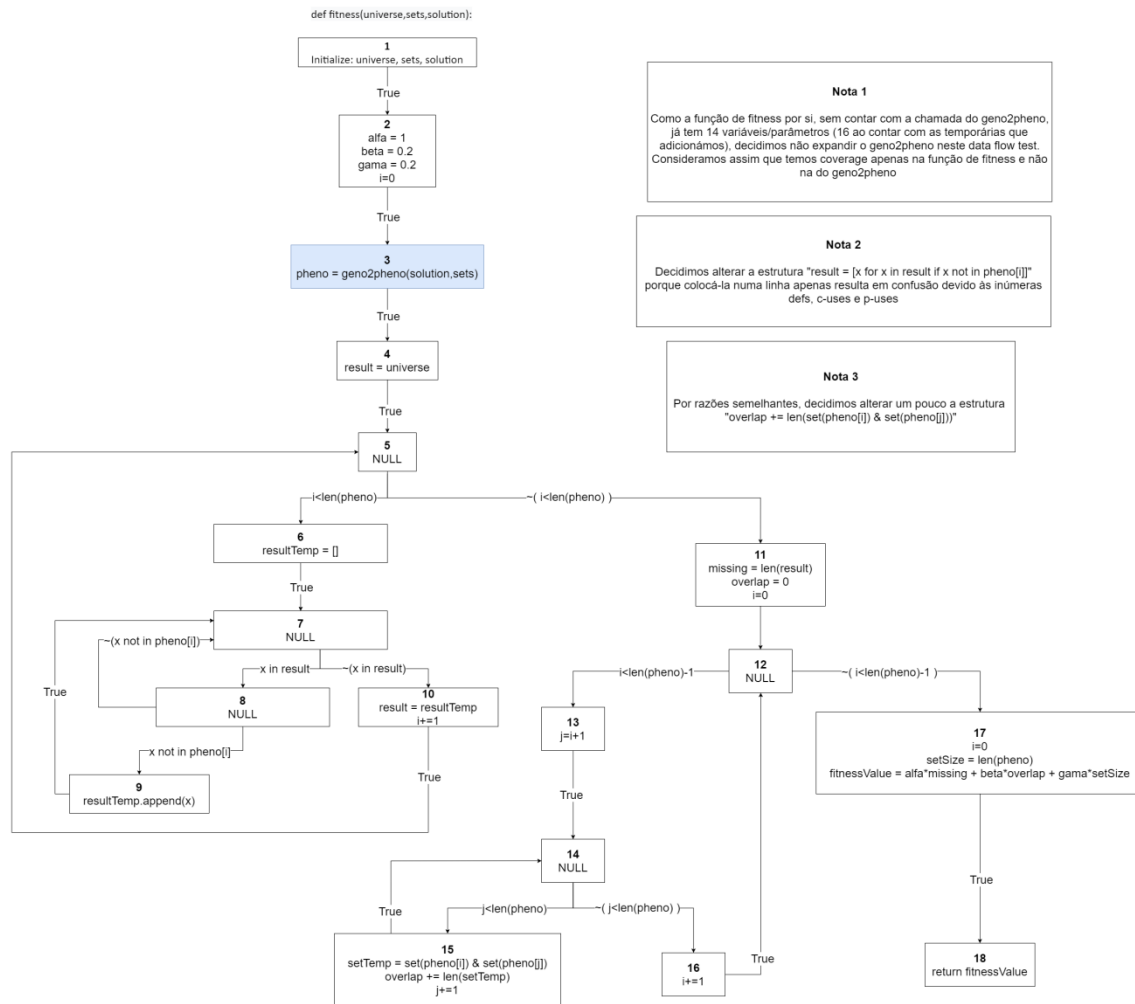 def fitness(universe,sets,solution):
1
Initialize: universe, sets, solution
True
2
alfa = 1
beta = 0.2
gama = 0.2
i=0
True
3
pheno = geno2pheno(solution,sets)
True
4
result = universe
True
5
NULL
i<len(pheno)
~( i<len(pheno) )
6
resultTemp = []
True
7
NULL
~(x not in pheno[i])
x in result
~(x in result)
True
8
NULL
10
result = resultTemp
i+=1
x not in pheno[i]
True
9
resultTemp.append(x)
11
missing = len(result)
overlap = 0
i=0
12
NULL
i<len(pheno)-1
~( i<len(pheno)-1 )
13
j=i+1
True
14
NULL
True
j<len(pheno)
~( j<len(pheno) )
15
setTemp = set(pheno[i]) & set(pheno[j])
overlap += len(setTemp)
j+=1
16
i+=1
True
17
i=0
setSize = len(pheno)
fitnessValue = alfa*missing + beta*overlap + gama*setSize
True
18
return fitnessValue
Nota 1
Como a função de fitness por si, sem contar com a chamada do geno2pheno,
já tem 14 variáveis/parâmetros (16 ao contar com as temporárias que
adicionámos), decidimos não expandir o geno2pheno neste data flow test.
Consideramos assim que temos coverage apenas na função de fitness e não
na do geno2pheno
Nota 2
Decidimos alterar a estrutura "result = [x for x in result if x not in pheno[i]]"
porque colocá-la numa linha apenas resulta em confusão devido às inúmeras
defs, c-uses e p-uses
Nota 3
Por razões semelhantes, decidimos alterar um pouco a estrutura
"overlap += len(set(pheno[i]) & set(pheno[j]))"